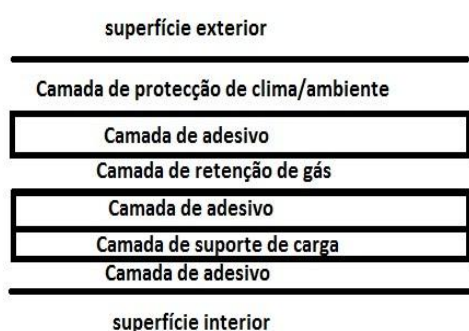 superfície exterior
Camada de protecção de clima/ambiente
Camada de adesivo
Camada de retenção de gás
Camada de adesivo
Camada de suporte de carga
Camada de adesivo
superfície interior